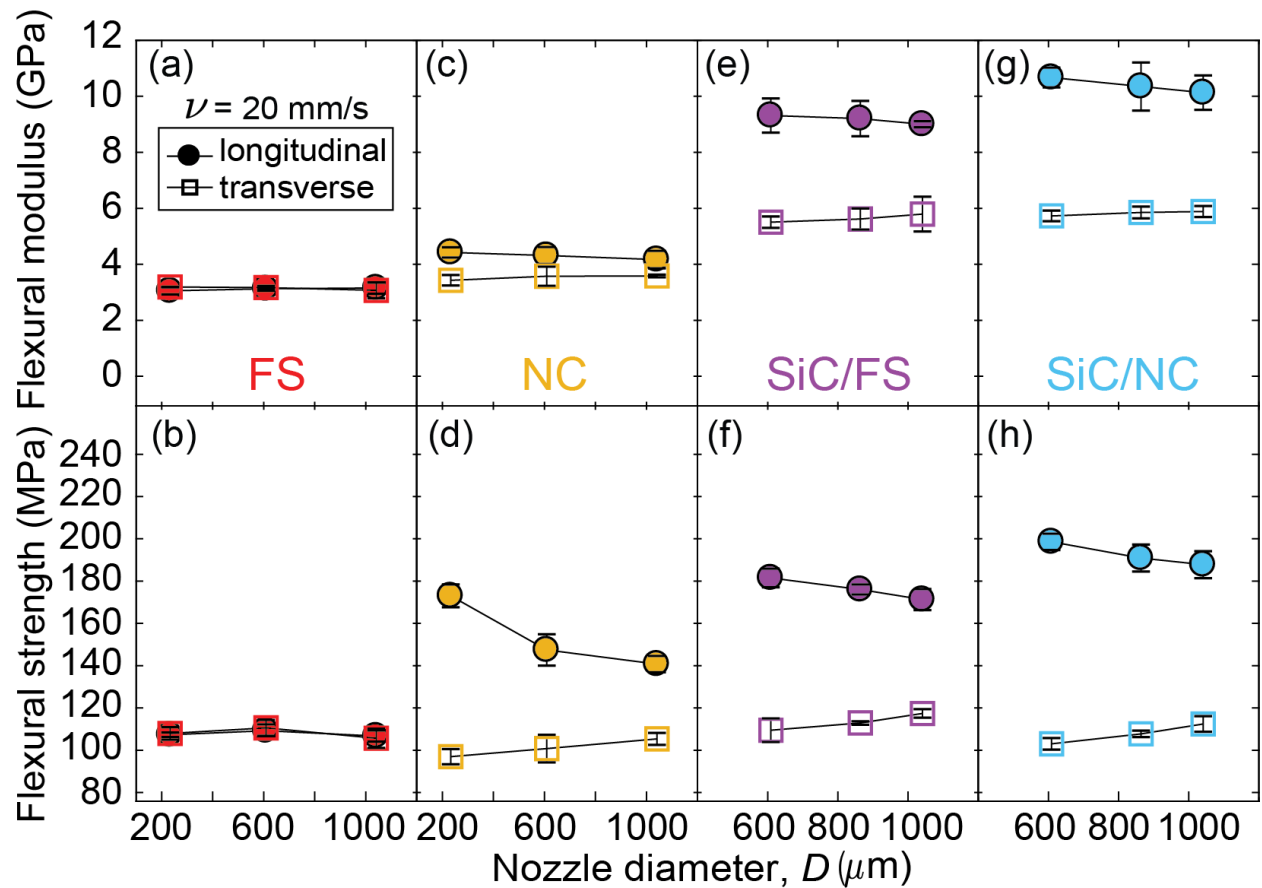 Flexural modulus (GPa)
12
10
8
6
4
2
0
(a)
ν = 20 mm/s
longitudinal
transverse
FS
(c)
NC
(e)
SiC/FS
(g)
SiC/NC
Flexural strength (MPa)
240
220
200
180
160
140
120
100
80
(b)
(d)
(f)
(h)
200 600 1000 200 600 1000 600 800 1000 600 800 1000
Nozzle diameter, D (μm)